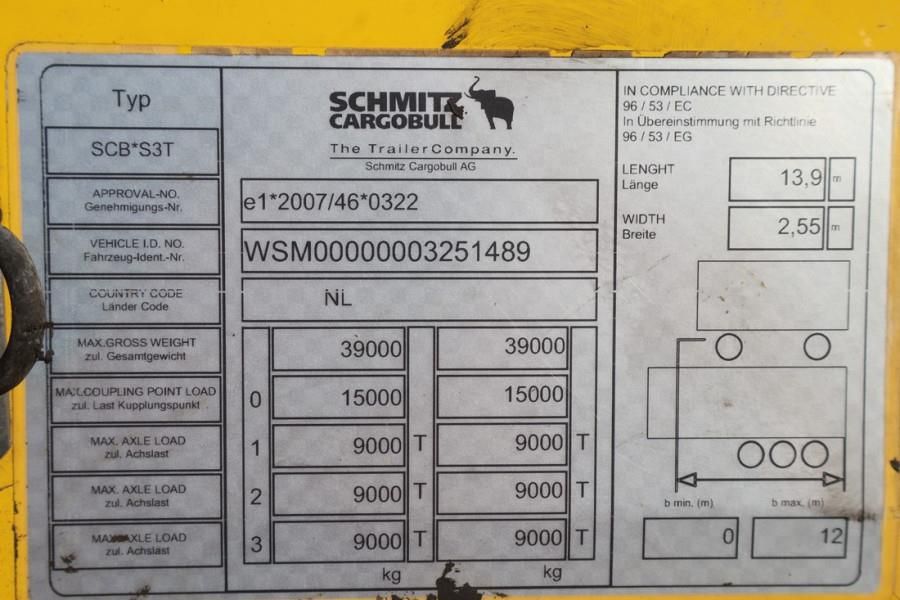 Typ
SCB*S3T
APPROVAL-NO.
Genehmigungs-Nr.
VEHICLE I.D. NO.
Fahrzeug-Ident.-Nr.
COUNTRY CODE
Länder Code
MAX.GROSS WEIGHT
zul. Gesamtgewicht
MAX.COUPLING POINT LOAD
zul. Last Kupplungspunkt
MAX. AXLE LOAD
zul. Achslast
MAX. AXLE LOAD
zul. Achslast
MAX.AXLE LOAD
zul. Achslast
SCHMITZ
CARGOBULL
The TrailerCompany.
Schmitz Cargobull AG
e1*2007/46*0322
WSM00000003251489
NL
39000 39000
0 15000 15000
1 9000 T 9000 T
2 9000 T 9000 T
3 9000 T 9000 T
kg kg
IN COMPLIANCE WITH DIRECTIVE
96 / 53 / EC
In Übereinstimmung mit Richtlinie
96 / 53 / EG
LENGHT
Länge
13,9 m
WIDTH
Breite
2,55 m
b min. (m) b max. (m)
0 12